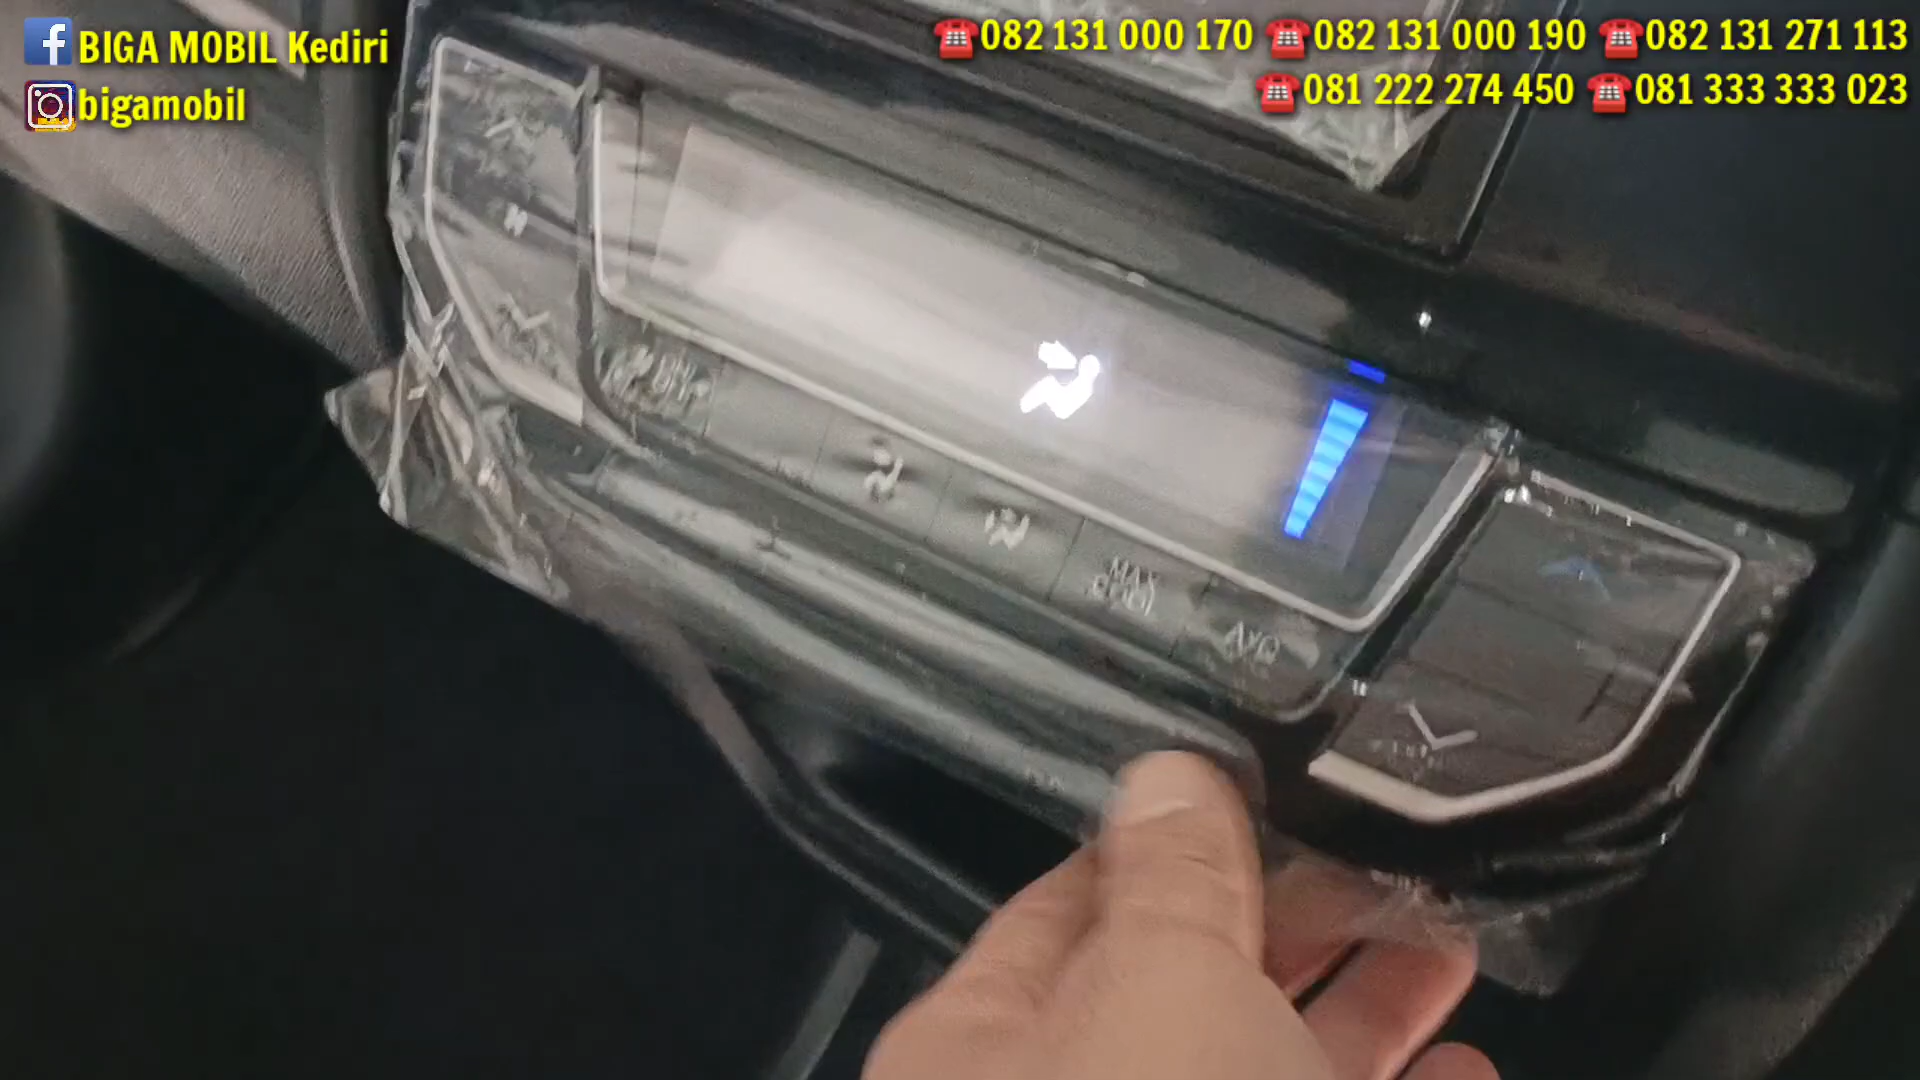 BIGA MOBIL Kediri
bigamobil
☎082 131 000 170 ☎082 131 000 190 ☎082 131 271 113
☎081 222 274 450 ☎081 333 333 023
MAX